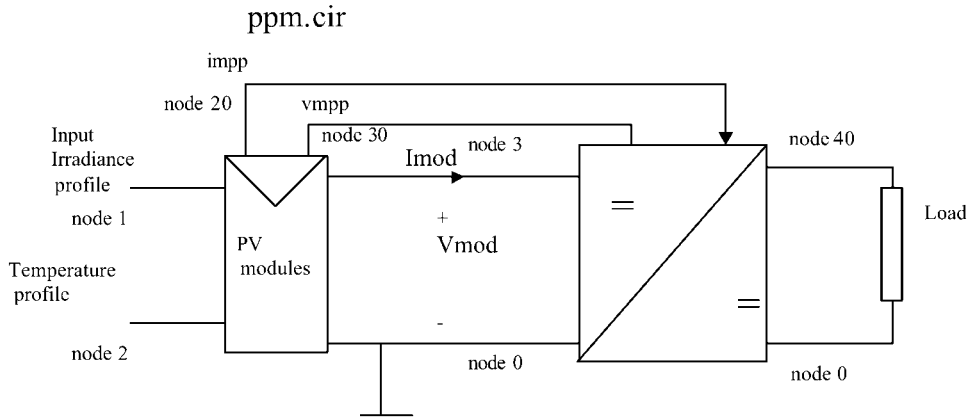 ppm.cir
impp
node 20
vmpp
node 30
node 3
node 40
Input
Irradiance
profile
Imod
node 1
+
Vmod
PV
modules
=
Load
Temperature
profile
=
-
node 2
node 0
node 0